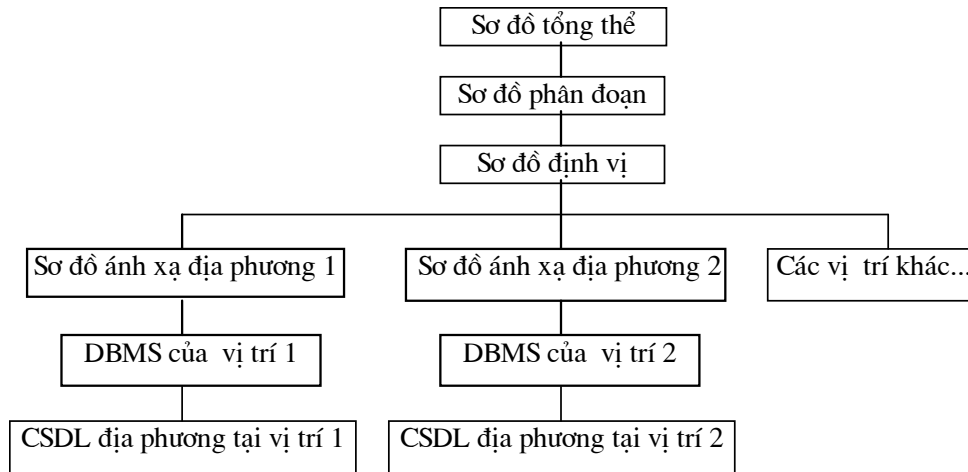 Sơ đồ tổng thể
Sơ đồ phân đoạn
Sơ đồ định vị
Sơ đồ ánh xạ địa phương 1
Sơ đồ ánh xạ địa phương 2
Các vị trí khác...
DBMS của vị trí 1
DBMS của vị trí 2
CSDL địa phương tại vị trí 1
CSDL địa phương tại vị trí 2